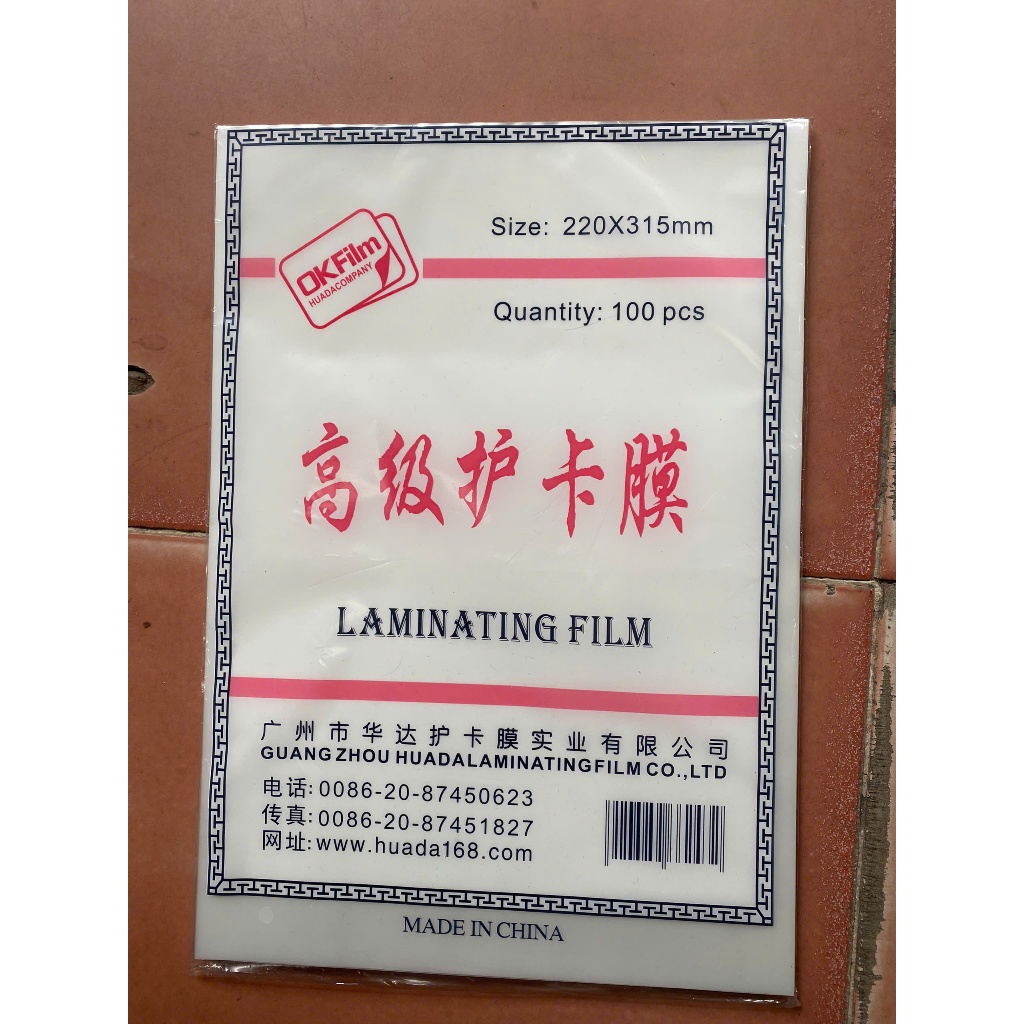 Size: 220X315mm
OKFilm
HUADACOMPANY
Quantity: 100 pcs
高级护卡膜
LAMINATING FILM
广州市华达护卡膜实业有限公司
GUANGZHOU HUADALAMINATINGFILM CO.,LTD
电话: 0086-20-87450623
传真: 0086-20-87451827
网址: www.huada168.com
MADE IN CHINA